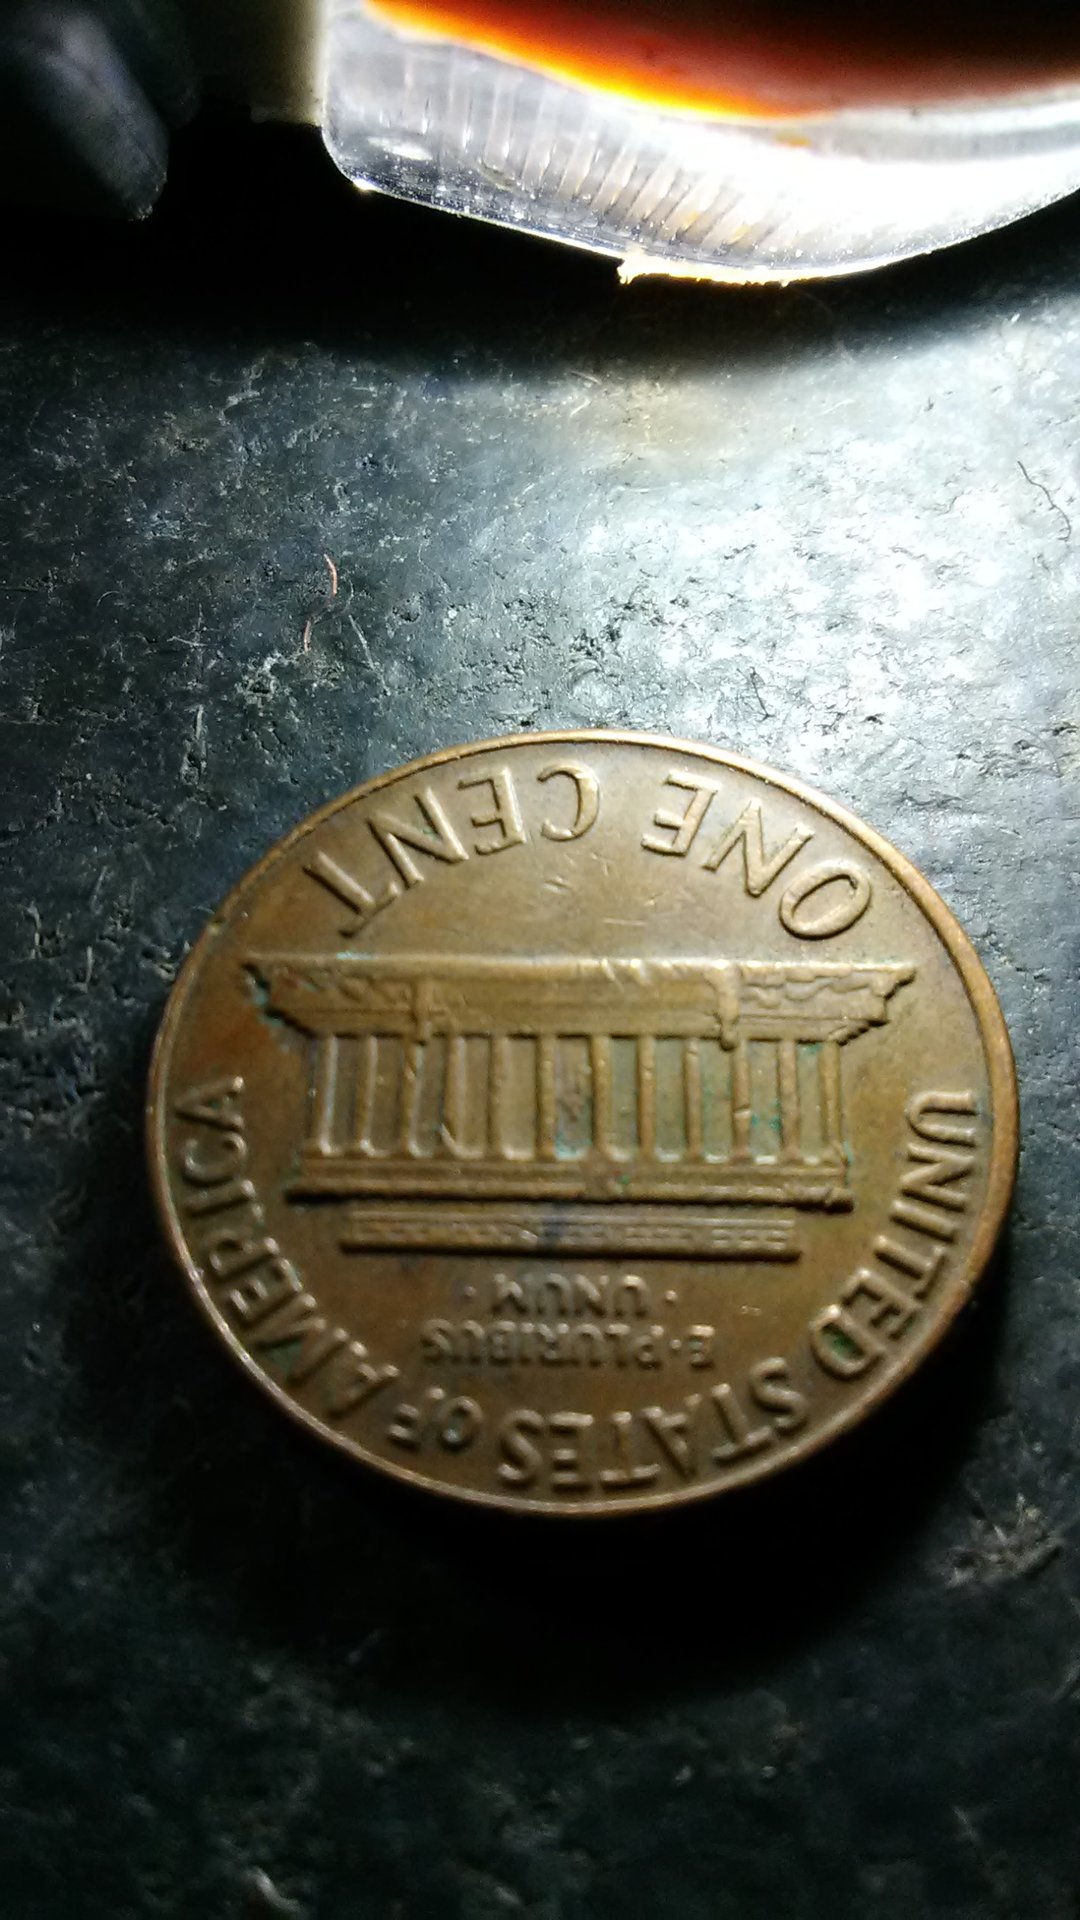 UNITED STATES OF AMERICA
E·PLURIBUS
·UNUM·
ONE CENT